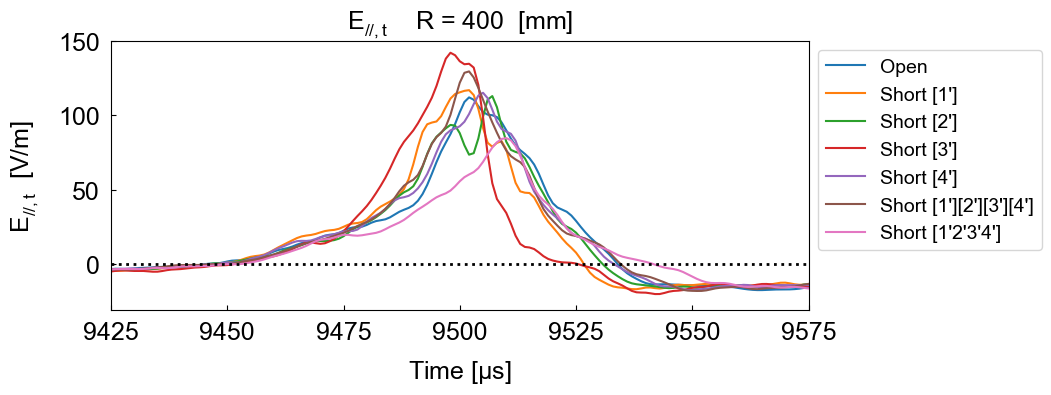 E//, t R = 400 [mm]
E//, t [V/m]
150
100
50
0
9425 9450 9475 9500 9525 9550 9575
Time [µs]
Open
Short [1']
Short [2']
Short [3']
Short [4']
Short [1'][2'][3'][4']
Short [1'2'3'4']